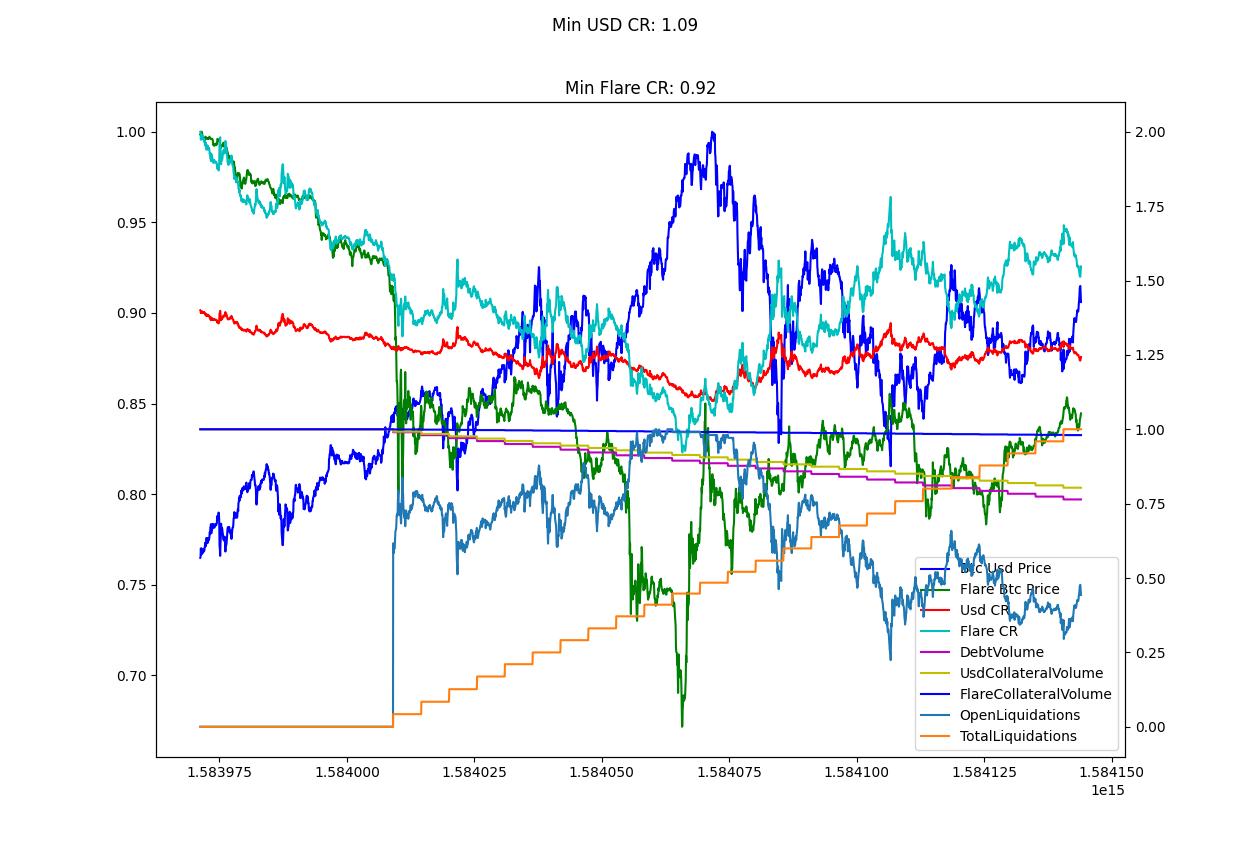 Min USD CR: 1.09
Min Flare CR: 0.92
1.00
0.95
0.90
0.85
0.80
0.75
0.70
2.00
1.75
1.50
1.25
1.00
0.75
0.50
0.25
0.00
Btc Usd Price
Flare Btc Price
Usd CR
Flare CR
DebtVolume
UsdCollateralVolume
FlareCollateralVolume
OpenLiquidations
TotalLiquidations
1.583975 1.584000 1.584025 1.584050 1.584075 1.584100 1.584125 1.584150
1e15